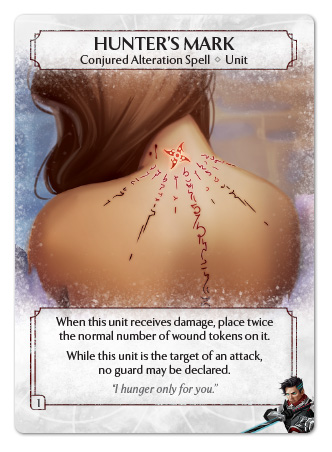 HUNTER'S MARK
Conjured Alteration Spell ◇ Unit
When this unit receives damage, place twice
the normal number of wound tokens on it.
While this unit is the target of an attack,
no guard may be declared.
"I hunger only for you."
1